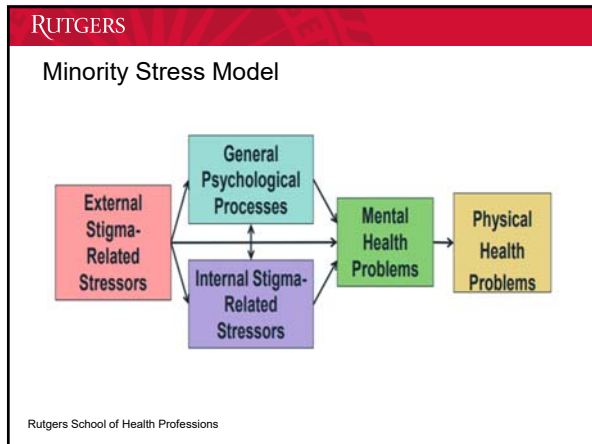 RUTGERS
Minority Stress Model
External
Stigma-
Related
Stressors
General
Psychological
Processes
Internal Stigma-
Related
Stressors
Mental
Health
Problems
Physical
Health
Problems
Rutgers School of Health Professions